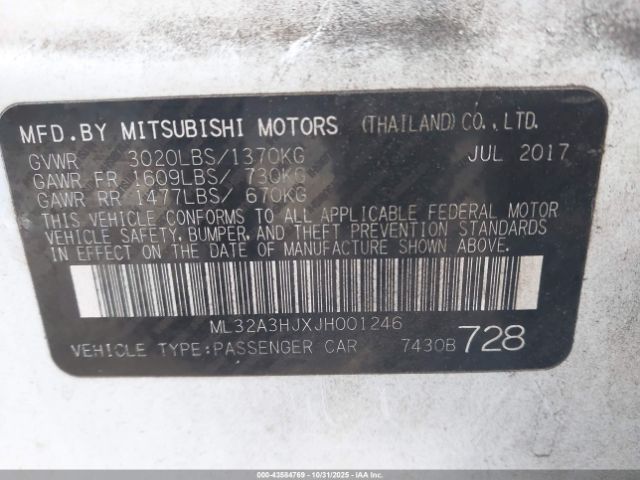 MFD. BY MITSUBISHI MOTORS (THAILAND) CO., LTD.
GVWR 3020LBS/1370KG JUL 2017
GAWR FR 1609LBS/ 730KG
GAWR RR 1477LBS/ 670KG
THIS VEHICLE CONFORMS TO ALL APPLICABLE FEDERAL MOTOR
VEHICLE SAFETY, BUMPER, AND THEFT PREVENTION STANDARDS
IN EFFECT ON THE DATE OF MANUFACTURE SHOWN ABOVE.
ML32A3HJXJH001246
VEHICLE TYPE:PASSENGER CAR 7430B 728
000-43584769 - 10/31/2025 - IAAI.COM